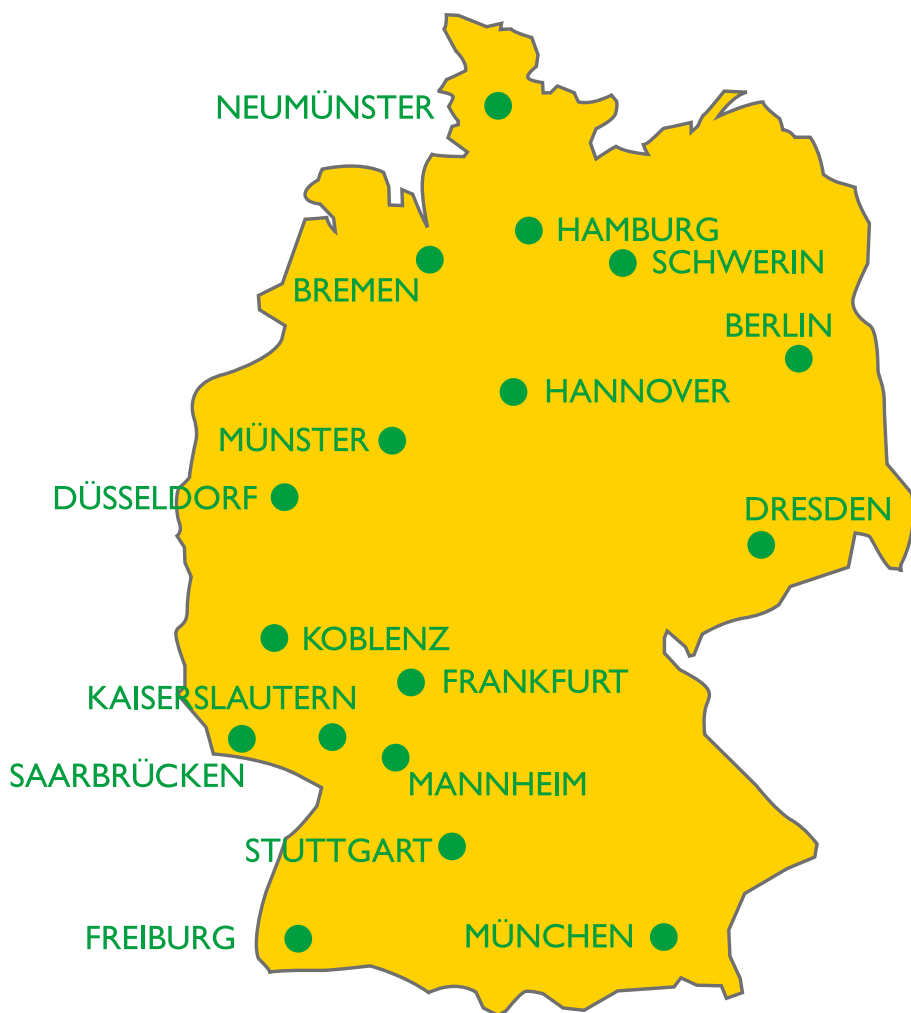 NEUMÜNSTER
HAMBURG
SCHWERIN
BREMEN
BERLIN
HANNOVER
MÜNSTER
DÜSSELDORF
DRESDEN
KOBLENZ
FRANKFURT
KAISERSLAUTERN
SAARBRÜCKEN
MANNHEIM
STUTTGART
FREIBURG
MÜNCHEN